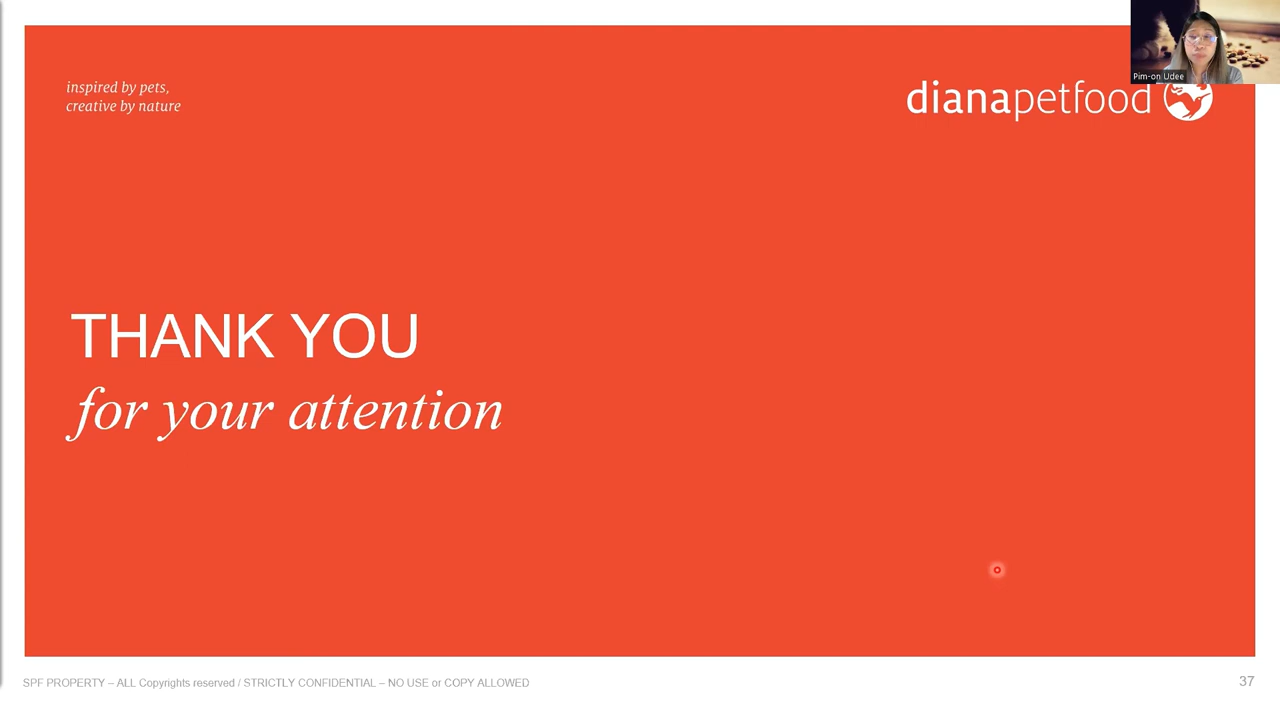 Pim-on Udee
inspired by pets,
creative by nature
dianapetfood
THANK YOU
for your attention
SPF PROPERTY – ALL Copyrights reserved / STRICTLY CONFIDENTIAL – NO USE or COPY ALLOWED
37